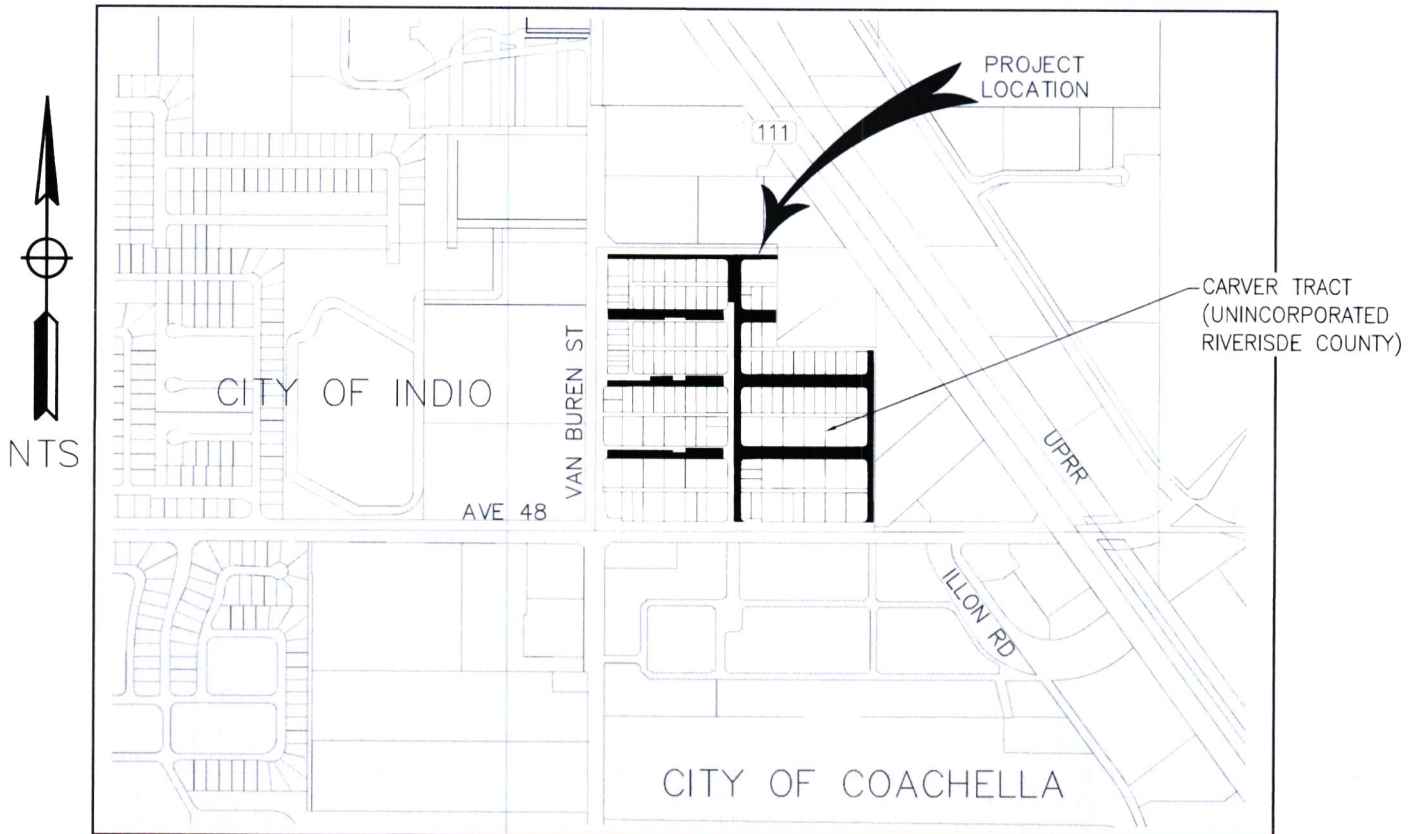 PROJECT
LOCATION
111
CARVER TRACT
(UNINCORPORATED
RIVERISDE COUNTY)
CITY OF INDIO
VAN BUREN ST
NTS
UPRR
AVE 48
ILLON RD
CITY OF COACHELLA